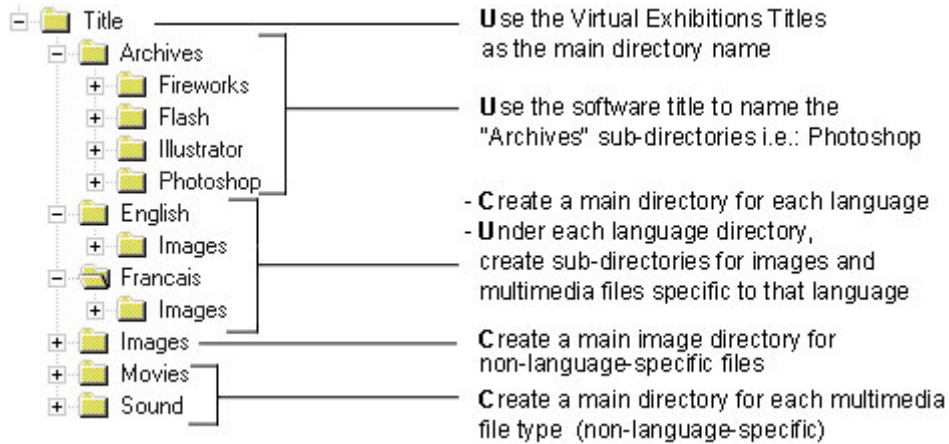 Title
Archives
Fireworks
Flash
Illustrator
Photoshop
English
Images
Francais
Images
Images
Movies
Sound
Use the Virtual Exhibitions Titles
as the main directory name
Use the software title to name the
"Archives" sub-directories i.e.: Photoshop
- Create a main directory for each language
- Under each language directory,
create sub-directories for images and
multimedia files specific to that language
Create a main image directory for
non-language-specific files
Create a main directory for each multimedia
file type (non-language-specific)